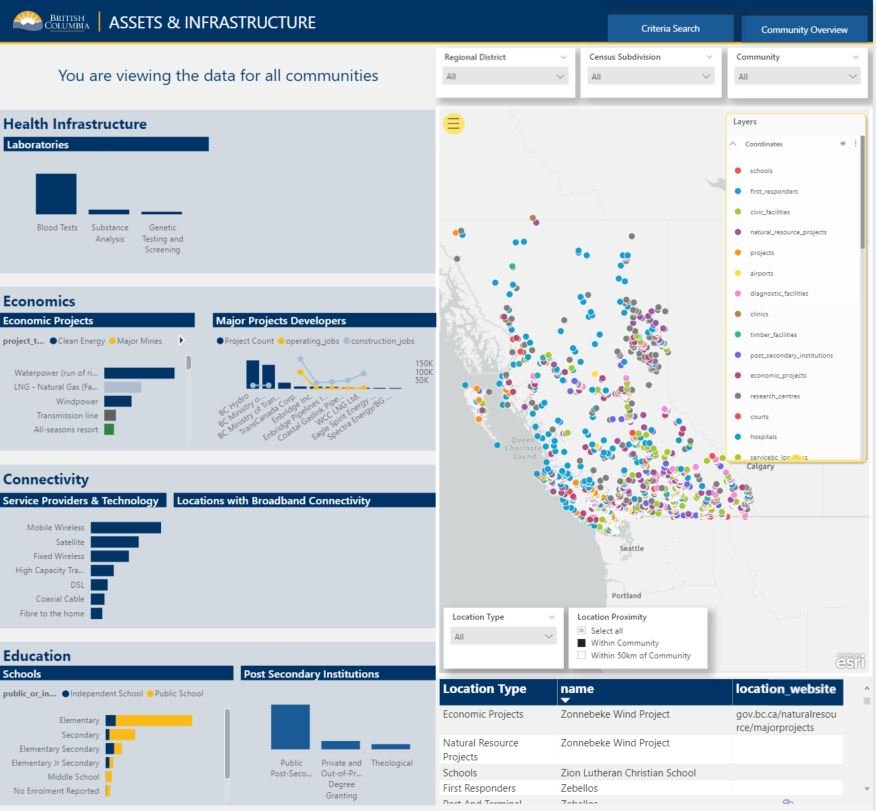 BRITISH
COLUMBIA
ASSETS & INFRASTRUCTURE
Criteria Search
Community Overview
You are viewing the data for all communities
Regional District
All
Census Subdivision
All
Community
All
Health Infrastructure
Laboratories
Blood Tests
Substance
Analysis
Genetic
Testing and
Screening
Economics
Economic Projects
project_t...
Clean Energy
Major Mines
Waterpower (run of ri...
LNG - Natural Gas (Fa...
Windpower
Transmission line
All-seasons resort
Major Projects Developers
Project Count
operating_jobs
construction_jobs
150K
100K
50K
BC Hydro
BC Ministry o...
BC Ministry of Tran...
TransCanada Corp.
Enbridge Inc.
Enbridge Pipelines I...
Coastal Gaslink Pipe...
WCC LNG Ltd.
Eagle Spirit Energy ...
Spectra Energy/BG ...
Connectivity
Service Providers & Technology
Mobile Wireless
Satellite
Fixed Wireless
High Capacity Tra...
DSL
Coaxial Cable
Fibre to the home
Locations with Broadband Connectivity
Education
Schools
public_or_in...
Independent School
Public School
Elementary
Secondary
Elementary Secondary
Elementary Jr Secondary
Middle School
No Enrolment Reported
Post Secondary Institutions
Public
Post-Seco...
Private and
Out-of-Pr...
Degree
Granting
Theological
Layers
Coordinates
schools
first_responders
civic_facilities
natural_resource_projects
projects
airports
diagnostic_facilities
clinics
timber_facilities
post_secondary_institutions
economic_projects
research_centres
courts
hospitals
Queen
Charlotte
Sound
Calgary
Seattle
Portland
Location Type
All
Location Proximity
Select all
Within Community
Within 50km of Community
esri
Location Type name location_website
Economic Projects Zonnebeke Wind Project gov.bc.ca/naturalresou
rce/majorprojects
Natural Resource Zonnebeke Wind Project
Projects
Schools Zion Lutheran Christian School
First Responders Zebellos
Port And Terminal Zeballos